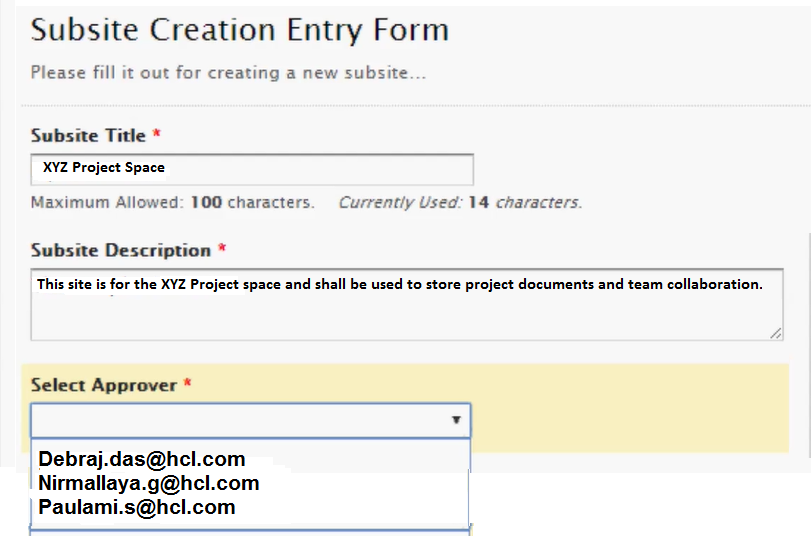 Subsite Creation Entry Form
Please fill it out for creating a new subsite...
Subsite Title *
XYZ Project Space
Maximum Allowed: 100 characters. Currently Used: 14 characters.
Subsite Description *
This site is for the XYZ Project space and shall be used to store project documents and team collaboration.
Select Approver *
Debraj.das@hcl.com
Nirmallaya.g@hcl.com
Paulami.s@hcl.com